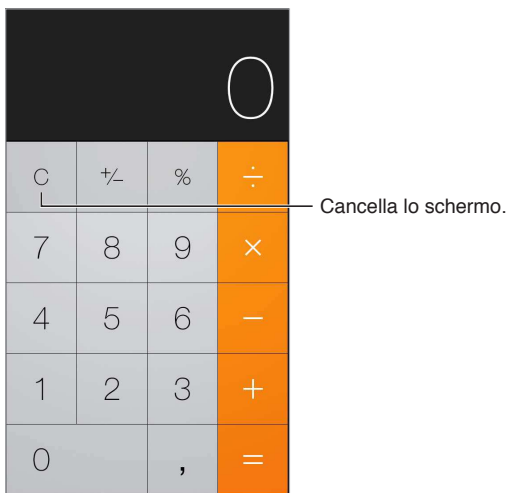 0
C +/− % ÷
Cancella lo schermo.
7 8 9 ×
4 5 6 −
1 2 3 +
0 , =